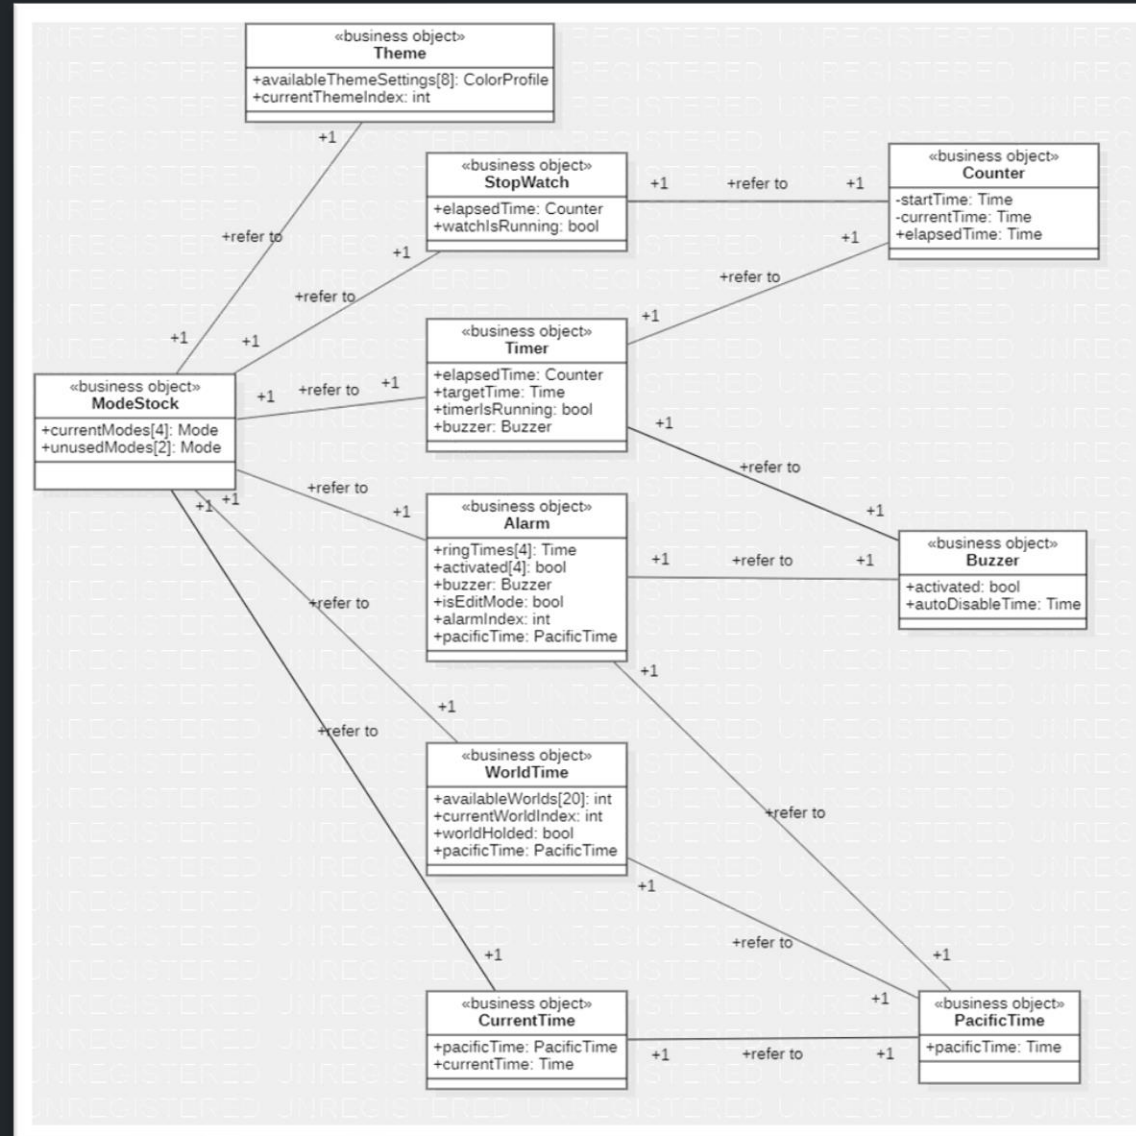 «business object»
Theme
+availableThemeSettings[8]: ColorProfile
+currentThemeIndex: int
+1
+refer to
+1
«business object»
StopWatch
+elapsedTime: Counter
+watchIsRunning: bool
+1
+refer to
+1
«business object»
Counter
-startTime: Time
-currentTime: Time
+elapsedTime: Time
+1
+refer to
+1
+1
+refer to
+1
«business object»
Timer
+elapsedTime: Counter
+targetTime: Time
+timerIsRunning: bool
+buzzer: Buzzer
«business object»
ModeStock
+currentModes[4]: Mode
+unusedModes[2]: Mode
+1
+refer to
+1
+1
+refer to
+1
+refer to
+1
+1
+1
«business object»
Alarm
+ringTimes[4]: Time
+activated[4]: bool
+buzzer: Buzzer
+isEditMode: bool
+alarmIndex: int
+pacificTime: PacificTime
+1
+refer to
+1
«business object»
Buzzer
+activated: bool
+autoDisableTime: Time
+refer to
+1
+1
+refer to
+refer to
«business object»
WorldTime
+availableWorlds[20]: int
+currentWorldIndex: int
+worldHolded: bool
+pacificTime: PacificTime
+1
+refer to
+1
+1
+1
«business object»
CurrentTime
+pacificTime: PacificTime
+currentTime: Time
+1
+refer to
+1
«business object»
PacificTime
+pacificTime: Time
UNREGISTERED